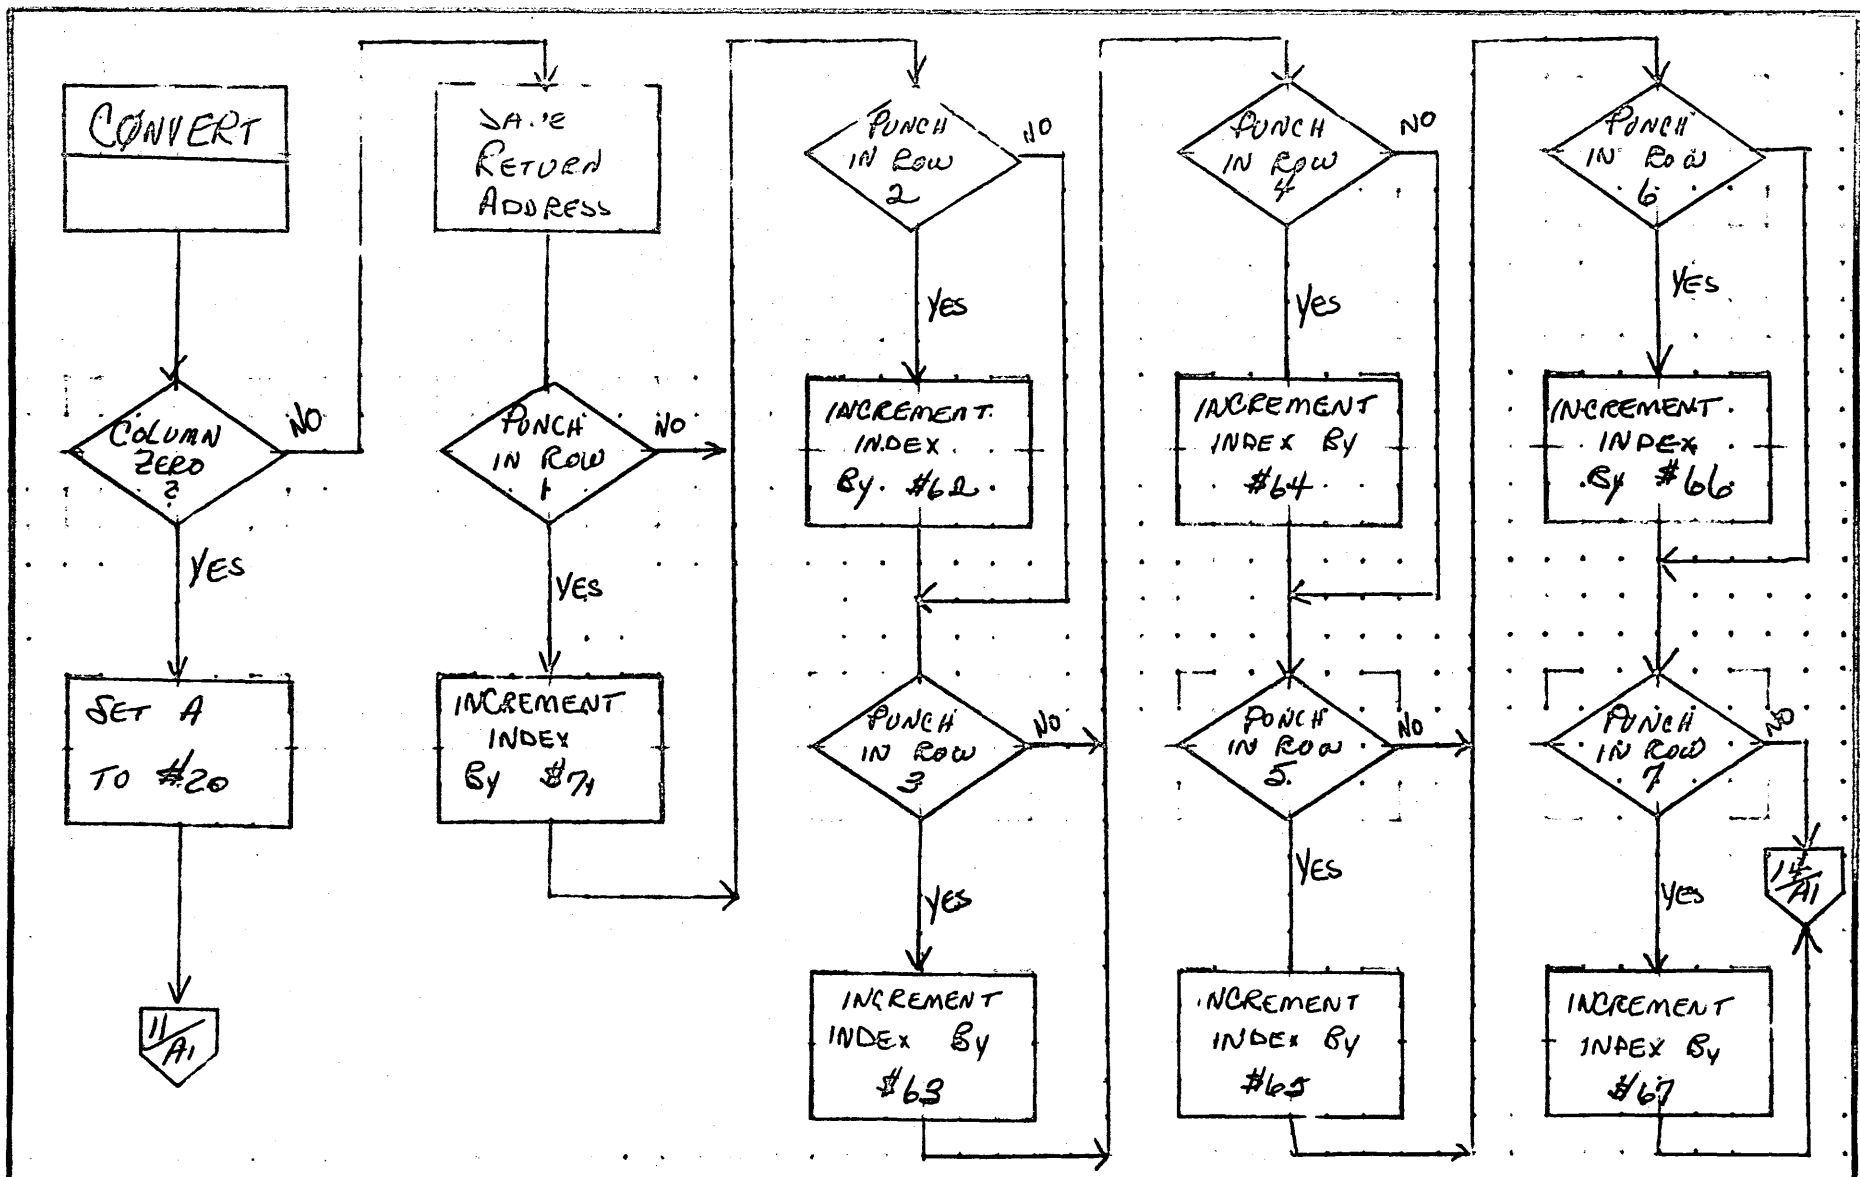 CONVERT
COLUMN
ZERO
?
NO
YES
SET A
TO #20
11/A1
SAVE
RETURN
ADDRESS
PUNCH
IN ROW
1
NO
YES
INCREMENT
INDEX
By #71
PUNCH
IN ROW
2
NO
YES
INCREMENT
INDEX
By #62
PUNCH
IN ROW
3
NO
YES
INCREMENT
INDEX By
#63
PUNCH
IN ROW
4
NO
YES
INCREMENT
INDEX By
#64
PUNCH
IN ROW
5
NO
YES
INCREMENT
INDEX By
#65
PUNCH
IN ROW
6
YES
INCREMENT
INDEX
By #66
PUNCH
IN ROW
7
NO
YES
14/A1
INCREMENT
INDEX By
#67